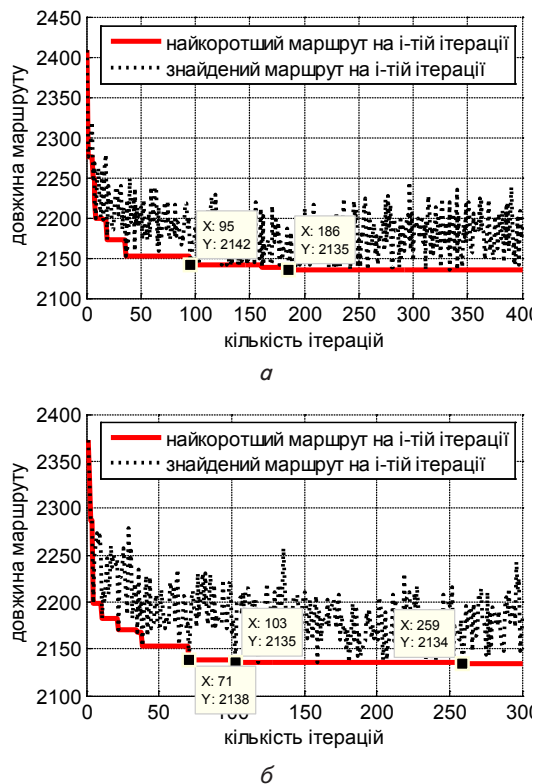 2450
2400
2350
2300
2250
2200
2150
2100
довжина маршруту
найкоротший маршрут на і-тій ітерації
знайдений маршрут на і-тій ітерації
X: 95
Y: 2142
X: 186
Y: 2135
0 50 100 150 200 250 300 350 400
кількість ітерацій
а
2400
2350
2300
2250
2200
2150
2100
довжина маршруту
найкоротший маршрут на і-тій ітерації
знайдений маршрут на і-тій ітерації
X: 103
Y: 2135
X: 259
Y: 2134
X: 71
Y: 2138
0 50 100 150 200 250 300
кількість ітерацій
б